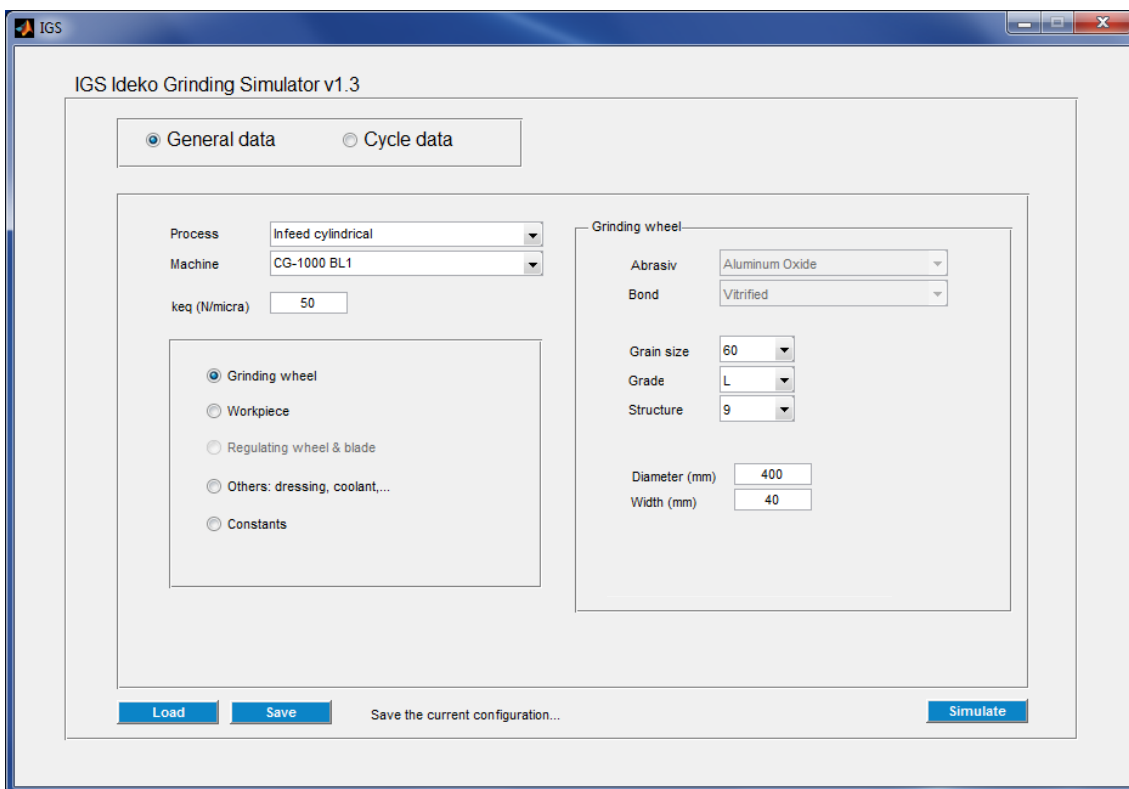 IGS
IGS Ideko Grinding Simulator v1.3
General data
Cycle data
Process
Infeed cylindrical
Machine
CG-1000 BL1
keq (N/micra)
50
Grinding wheel
Workpiece
Regulating wheel & blade
Others: dressing, coolant,...
Constants
Grinding wheel
Abrasiv
Aluminum Oxide
Bond
Vitrified
Grain size
60
Grade
L
Structure
9
Diameter (mm)
400
Width (mm)
40
Load
Save
Save the current configuration...
Simulate